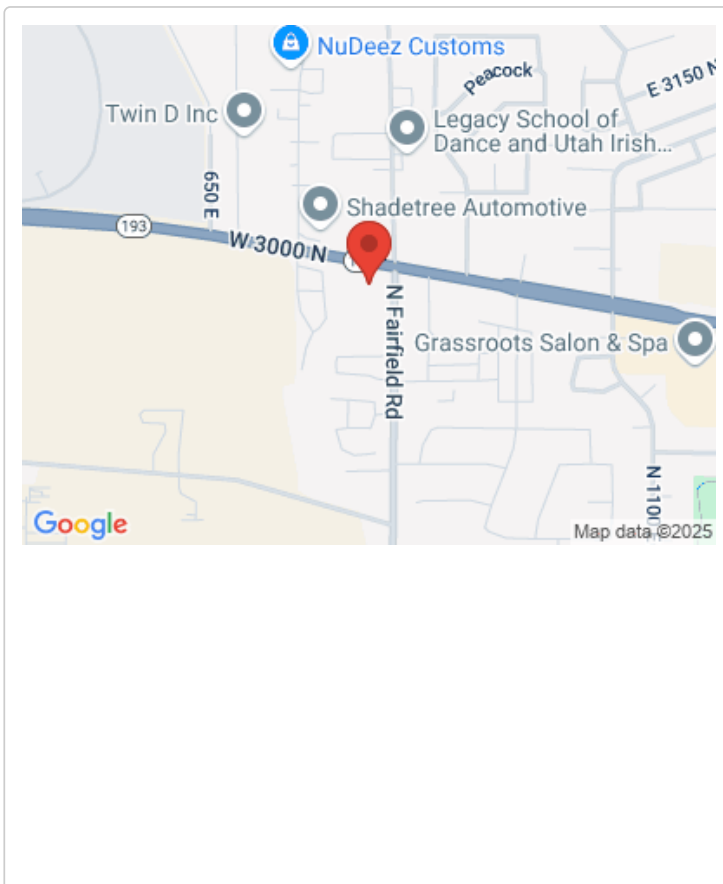 NuDeez Customs
Peacock
E 3150 N
Twin D Inc
Legacy School of
Dance and Utah Irish...
650 E
Shadetree Automotive
193
W 3000 N
N Fairfield Rd
Grassroots Salon & Spa
N 1100
Google
Map data ©2025